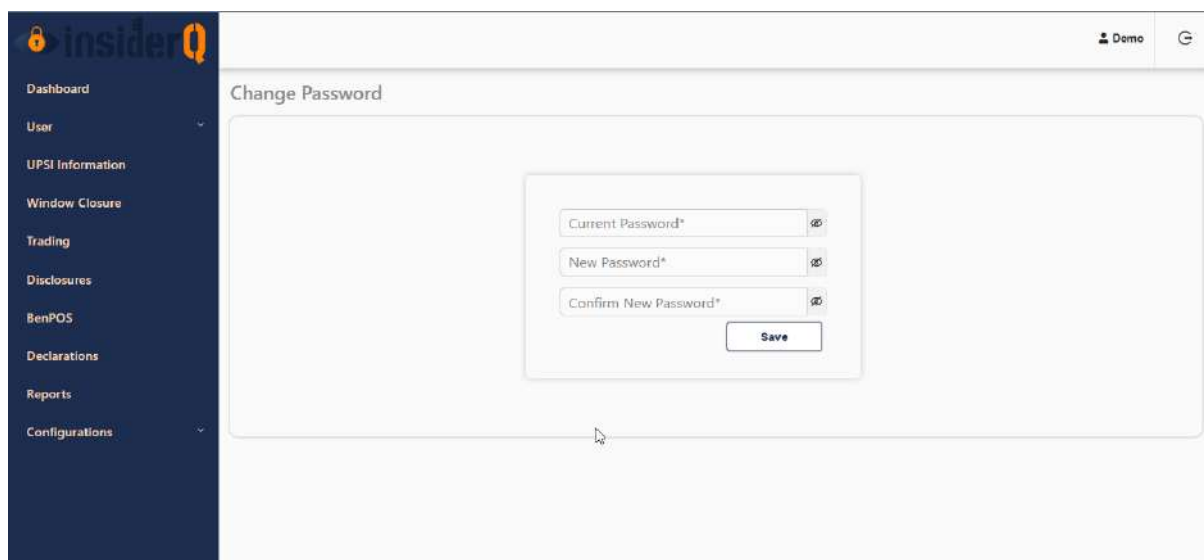 insiderQ
Demo
Dashboard
User
UPSI Information
Window Closure
Trading
Disclosures
BenPOS
Declarations
Reports
Configurations
Change Password
Current Password*
New Password*
Confirm New Password*
Save